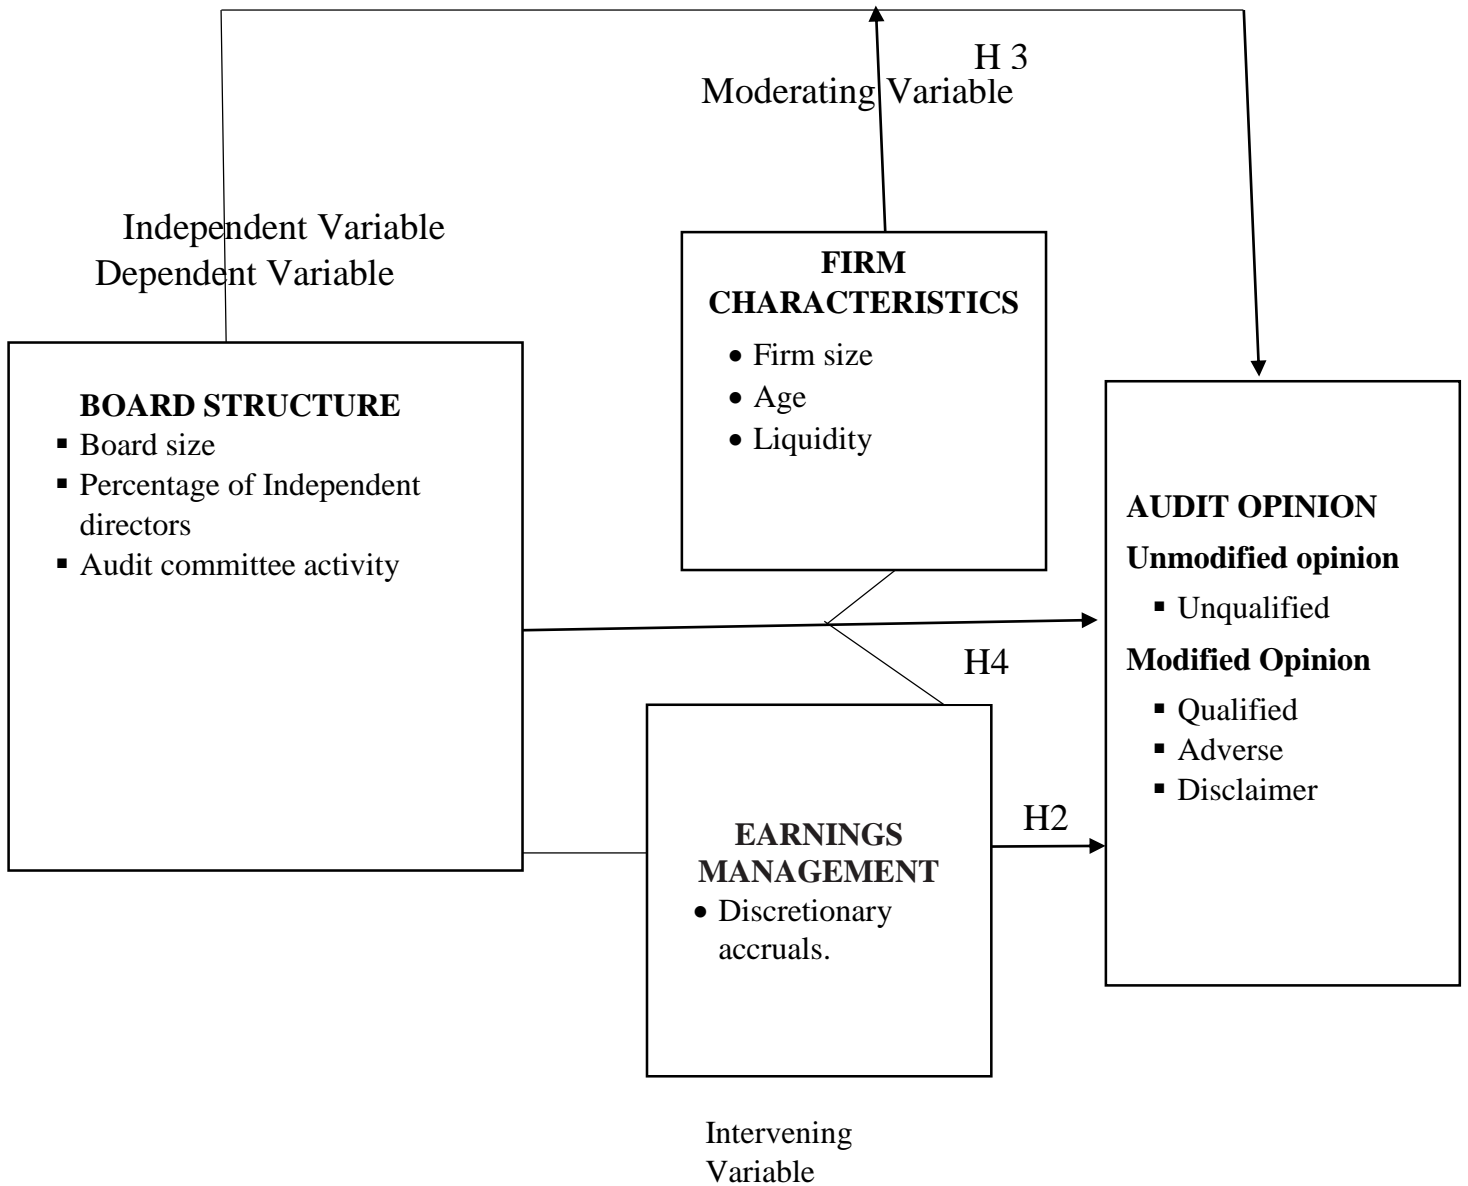 H 3
Moderating Variable
Independent Variable
Dependent Variable
FIRM
CHARACTERISTICS
• Firm size
• Age
• Liquidity
BOARD STRUCTURE
▪ Board size
▪ Percentage of Independent
directors
▪ Audit committee activity
AUDIT OPINION
Unmodified opinion
▪ Unqualified
Modified Opinion
▪ Qualified
▪ Adverse
▪ Disclaimer
H4
H2
EARNINGS
MANAGEMENT
• Discretionary
accruals.
Intervening
Variable